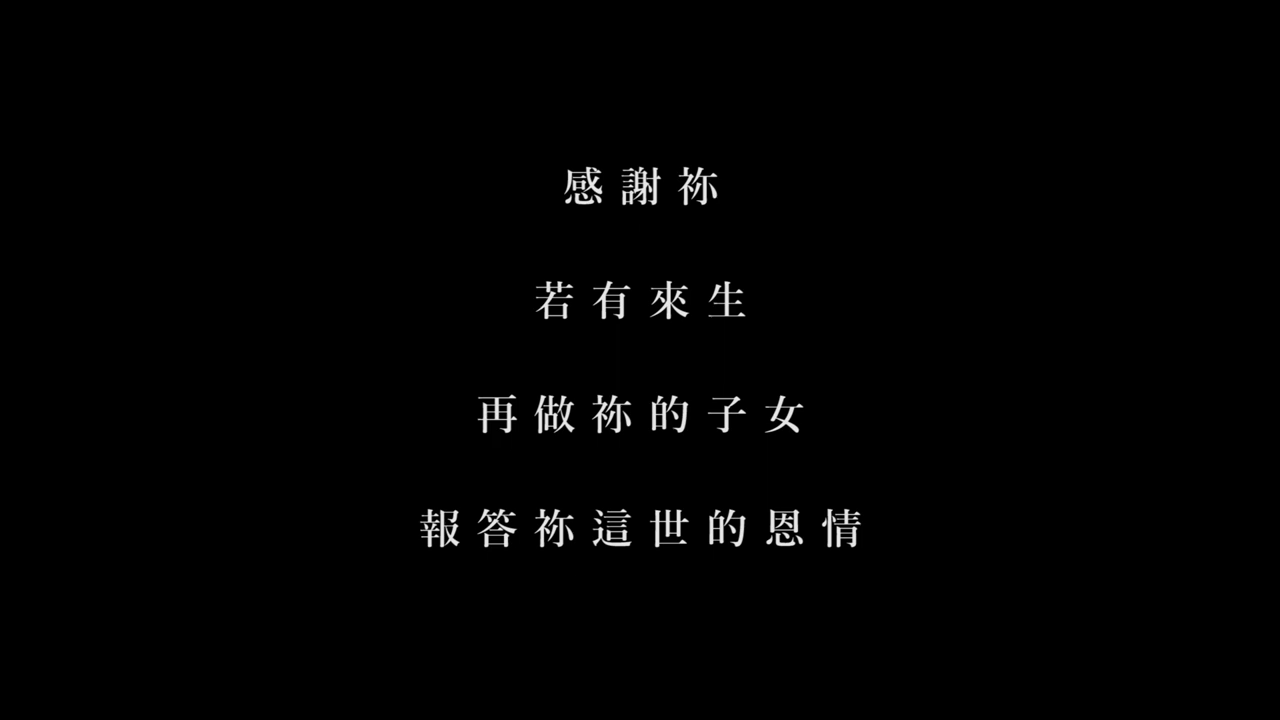 感謝祢
若有來生
再做祢的子女
報答祢這世的恩情